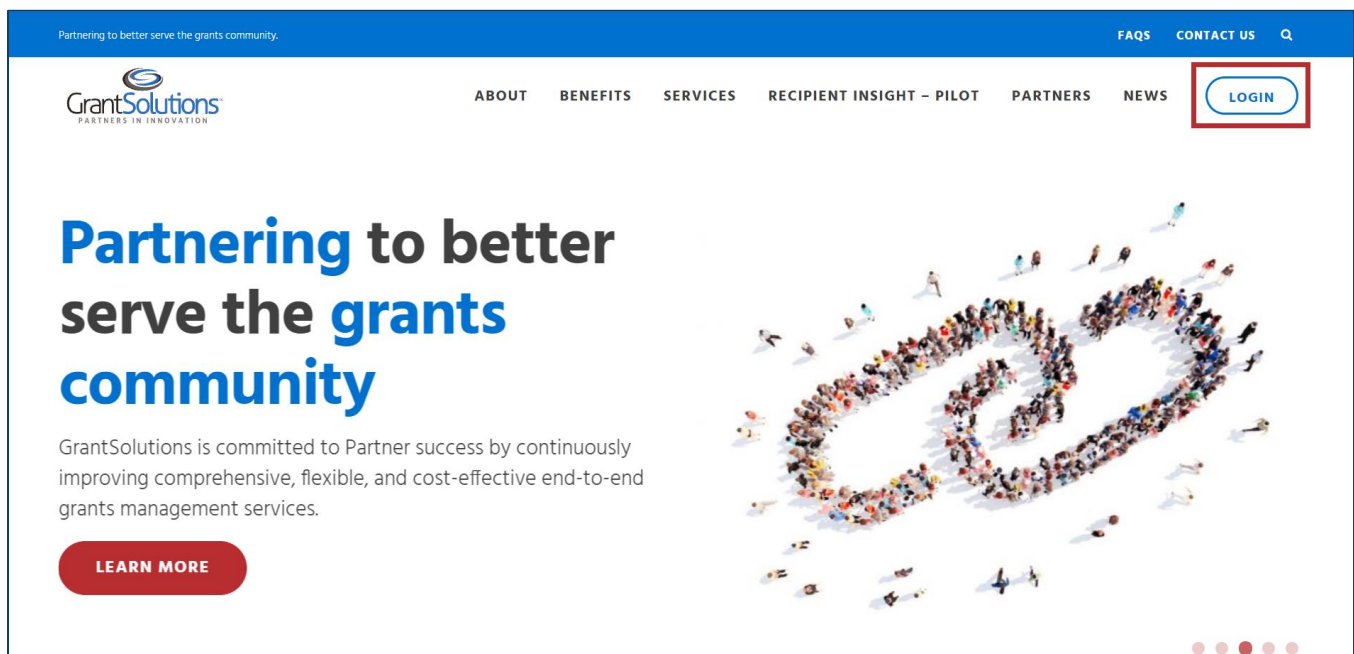 Partnering to better serve the grants community.
FAQS CONTACT US
GrantSolutions
PARTNERS IN INNOVATION
ABOUT BENEFITS SERVICES RECIPIENT INSIGHT – PILOT PARTNERS NEWS LOGIN
Partnering to better
serve the grants
community
GrantSolutions is committed to Partner success by continuously
improving comprehensive, flexible, and cost-effective end-to-end
grants management services.
LEARN MORE